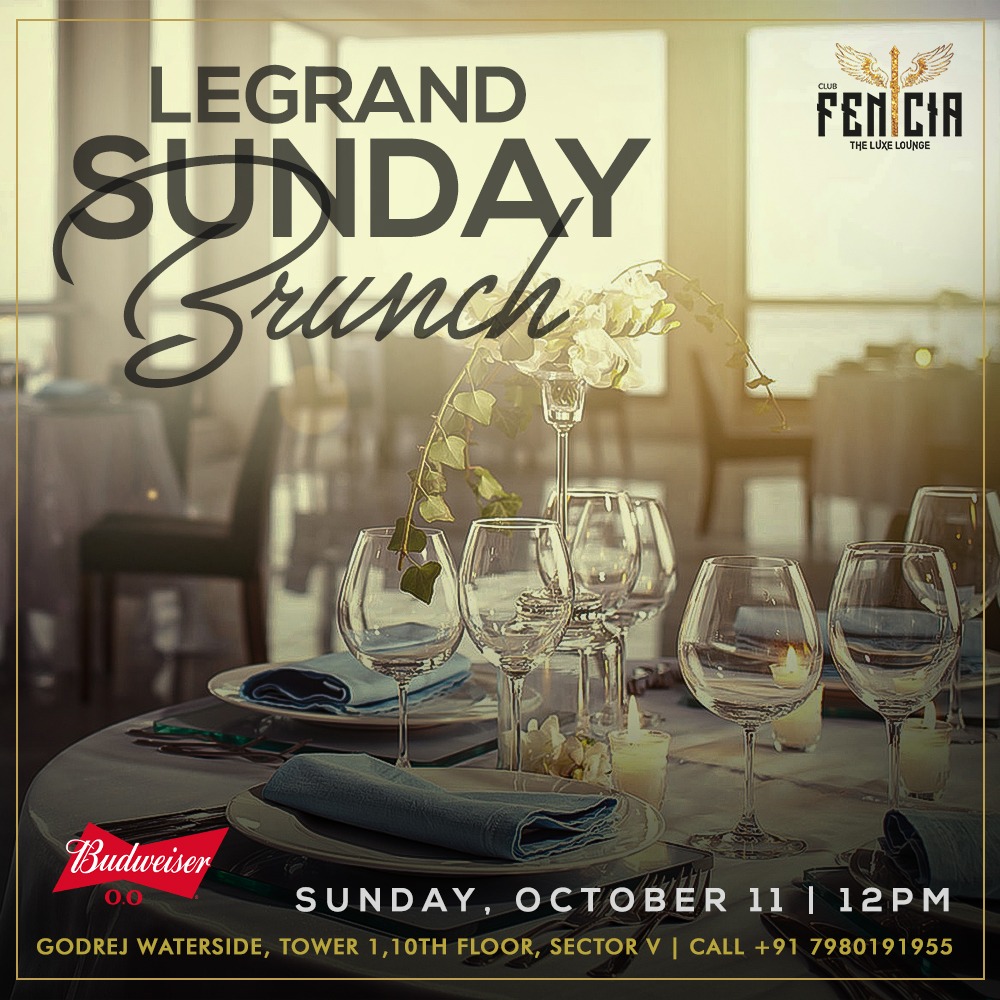 LEGRAND
SUNDAY
Brunch
CLUB
FENICIA
THE LUXE LOUNGE
Budweiser
0.0
SUNDAY, OCTOBER 11 | 12PM
GODREJ WATERSIDE, TOWER 1,10TH FLOOR, SECTOR V | CALL +91 7980191955